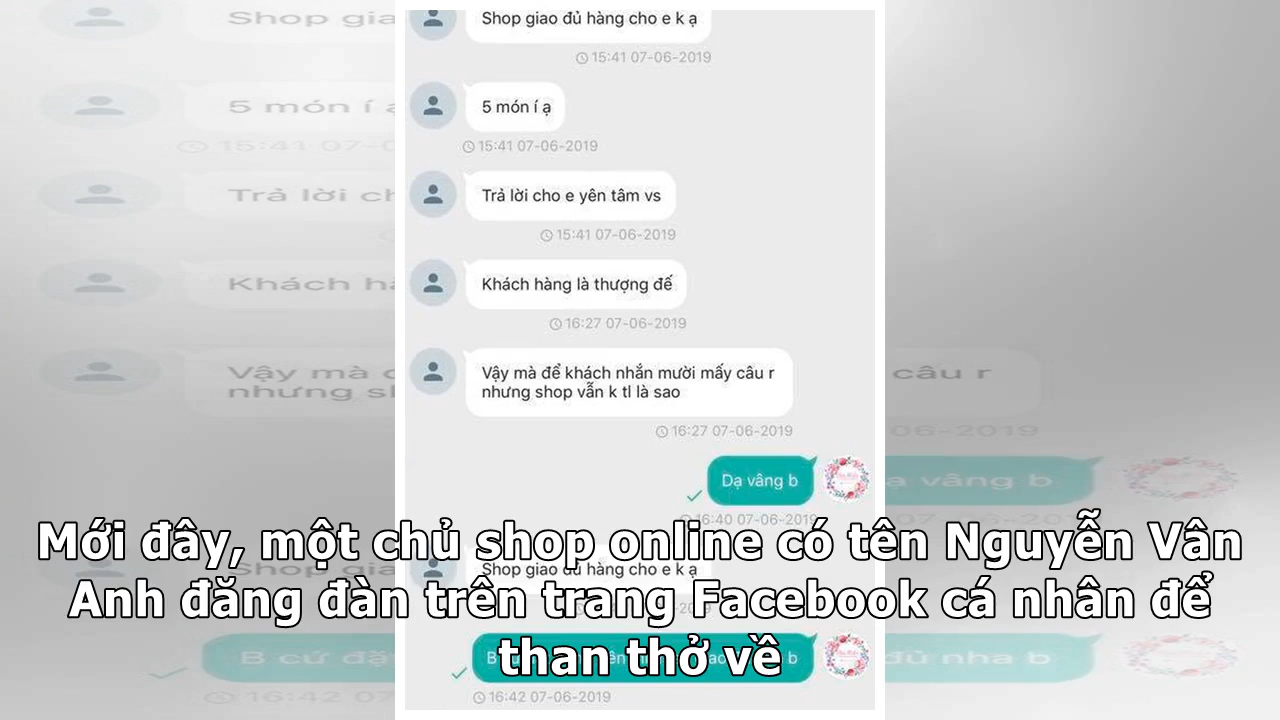 Shop giao đủ hàng cho e k ạ
15:41 07-06-2019
5 món í ạ
15:41 07-06-2019
Trả lời cho e yên tâm vs
15:41 07-06-2019
Khách hàng là thượng đế
16:27 07-06-2019
Vậy mà để khách nhắn mười mấy câu r
nhưng shop vẫn k tl là sao
16:27 07-06-2019
Dạ vâng b
16:40 07-06-2019
Mới đây, một chủ shop online có tên Nguyễn Vân
Shop giao đủ hàng cho e k ạ
Anh đăng đàn trên trang Facebook cá nhân để
than thở về
16:42 07-06-2019